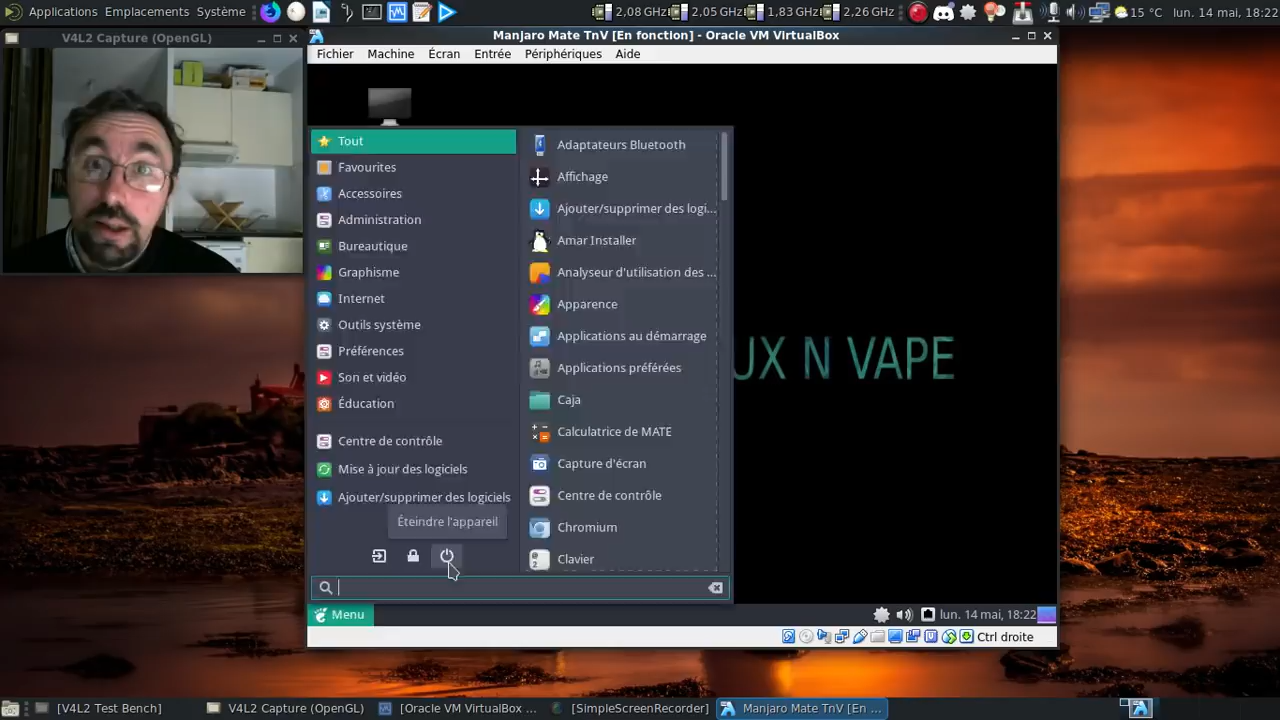 Applications Emplacements Système 2,08 GHz 2,05 GHz 1,83 GHz 2,26 GHz 15 °C lun. 14 mai, 18:22
V4L2 Capture (OpenGL)
Manjaro Mate TnV [En fonction] - Oracle VM VirtualBox
Fichier Machine Écran Entrée Périphériques Aide
Tout
Favourites
Accessoires
Administration
Bureautique
Graphisme
Internet
Outils système
Préférences
Son et vidéo
Éducation
Centre de contrôle
Mise à jour des logiciels
Ajouter/supprimer des logiciels
Éteindre l'appareil
Adaptateurs Bluetooth
Affichage
Ajouter/supprimer des logi...
Amar Installer
Analyseur d'utilisation des ...
Apparence
Applications au démarrage
Applications préférées
Caja
Calculatrice de MATE
Capture d'écran
Centre de contrôle
Chromium
Clavier
UX N VAPE
Menu lun. 14 mai, 18:22
Ctrl droite
[V4L2 Test Bench] V4L2 Capture (OpenGL) [Oracle VM VirtualBox ... [SimpleScreenRecorder] Manjaro Mate TnV [En ...